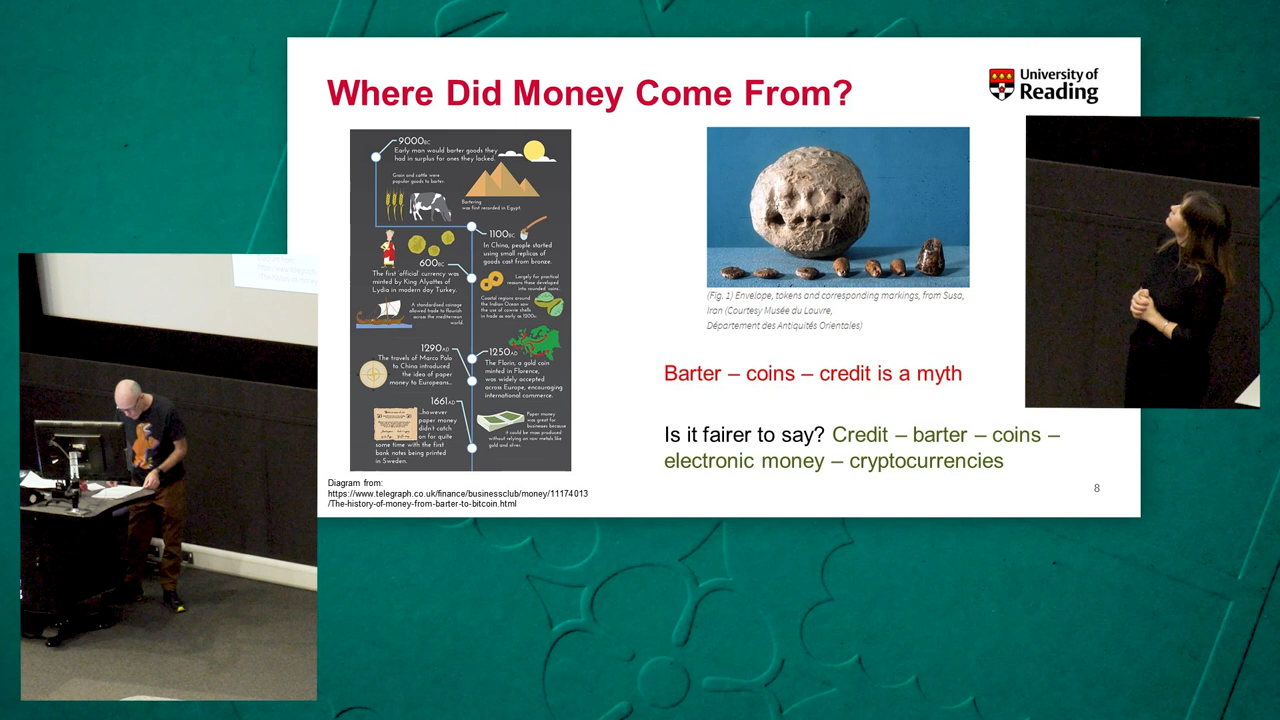 Where Did Money Come From?
University of
Reading
9000BC
Early man would barter goods they
had in surplus for ones they lacked.
Grain and cattle were
popular goods to barter.
Bartering
was first recorded in Egypt.
1100BC
In China, people started
using small replicas of
goods cast from bronze.
600BC
The first official currency was
minted by King Alyattes of
Lydia in modern day Turkey.
Largely for practical
reasons these developed
into rounded coins.
Coastal regions around
the Indian Ocean saw
the use of cowrie shells
in trade as early as 1200BC
A standardised coinage
allowed trade to flourish
across the mediterrean
world.
1290AD
The travels of Marco Polo
to China introduced
the idea of paper
money to Europeans...
1250AD
The Florin, a gold coin
minted in Florence,
was widely accepted
across Europe, encouraging
international commerce.
1661AD
...however
paper money
didn't catch
on for quite
some time with the first
bank notes being printed
in Sweden.
Paper money
was great for
businesses because
it could be mass produced
without relying on raw metals like
gold and silver.
Diagram from:
https://www.telegraph.co.uk/finance/businessclub/money/11174013
/The-history-of-money-from-barter-to-bitcoin.html
(Fig. 1) Envelope, tokens and corresponding markings, from Susa,
Iran (Courtesy Musée du Louvre,
Département des Antiquités Orientales)
Barter – coins – credit is a myth
Is it fairer to say? Credit – barter – coins –
electronic money – cryptocurrencies
8